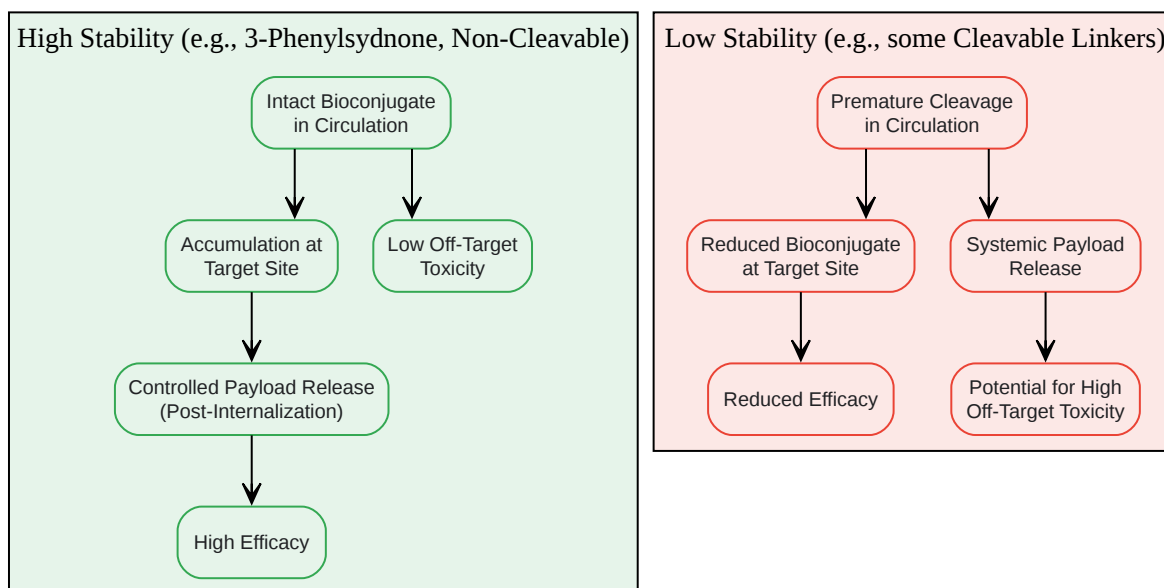 High Stability (e.g., 3-Phenylsydnone, Non-Cleavable)
Intact Bioconjugate
in Circulation
Accumulation at
Target Site
Low Off-Target
Toxicity
Controlled Payload Release
(Post-Internalization)
High Efficacy
Low Stability (e.g., some Cleavable Linkers)
Premature Cleavage
in Circulation
Reduced Bioconjugate
at Target Site
Systemic Payload
Release
Reduced Efficacy
Potential for High
Off-Target Toxicity